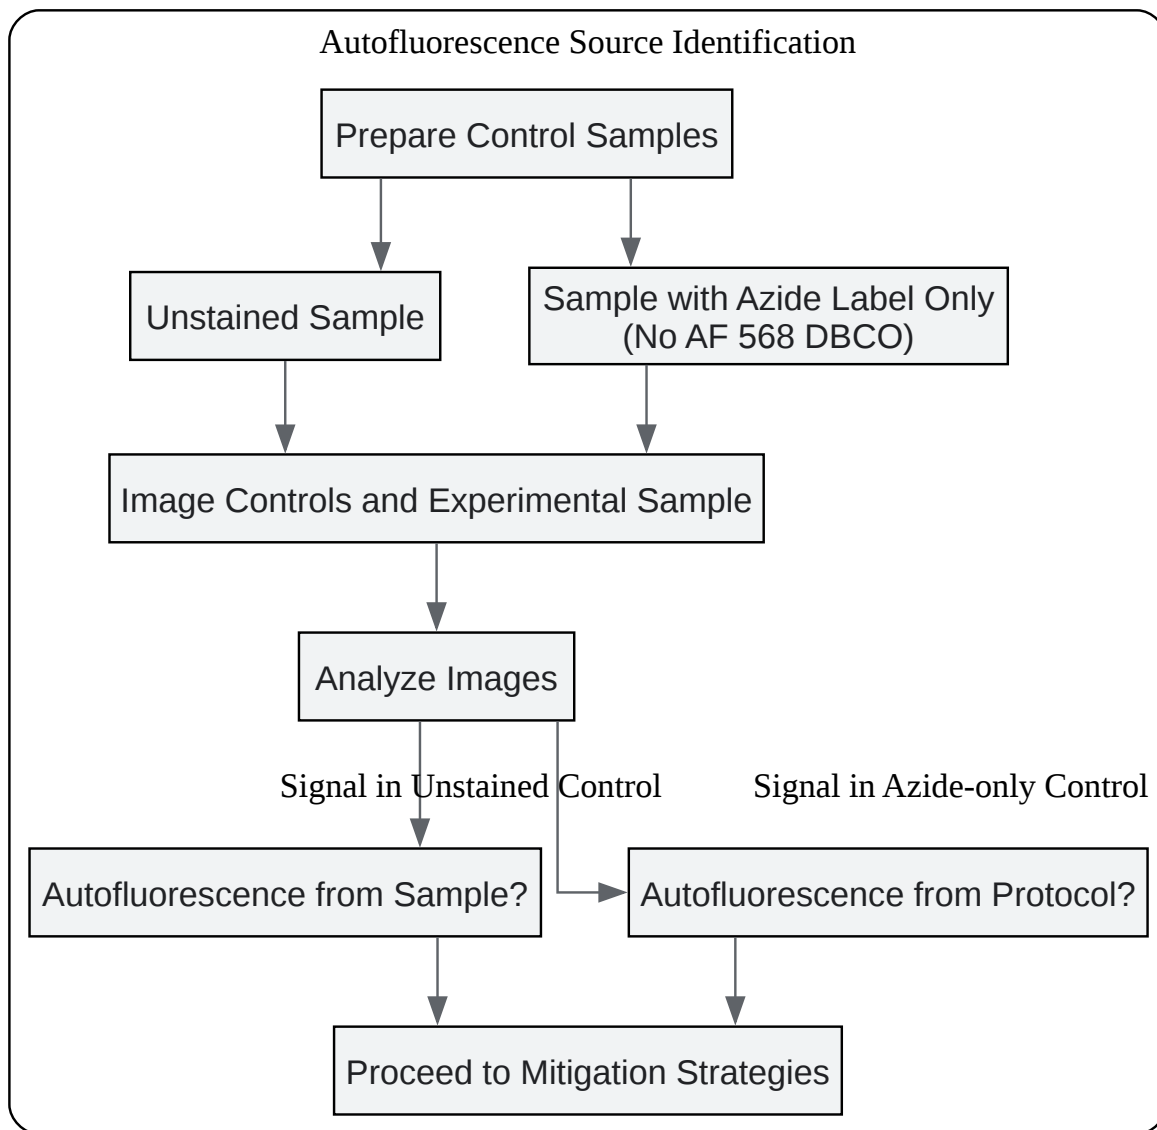 Autofluorescence Source Identification
Prepare Control Samples
Unstained Sample
Sample with Azide Label Only
(No AF 568 DBCO)
Image Controls and Experimental Sample
Analyze Images
Signal in Unstained Control
Signal in Azide-only Control
Autofluorescence from Sample?
Autofluorescence from Protocol?
Proceed to Mitigation Strategies